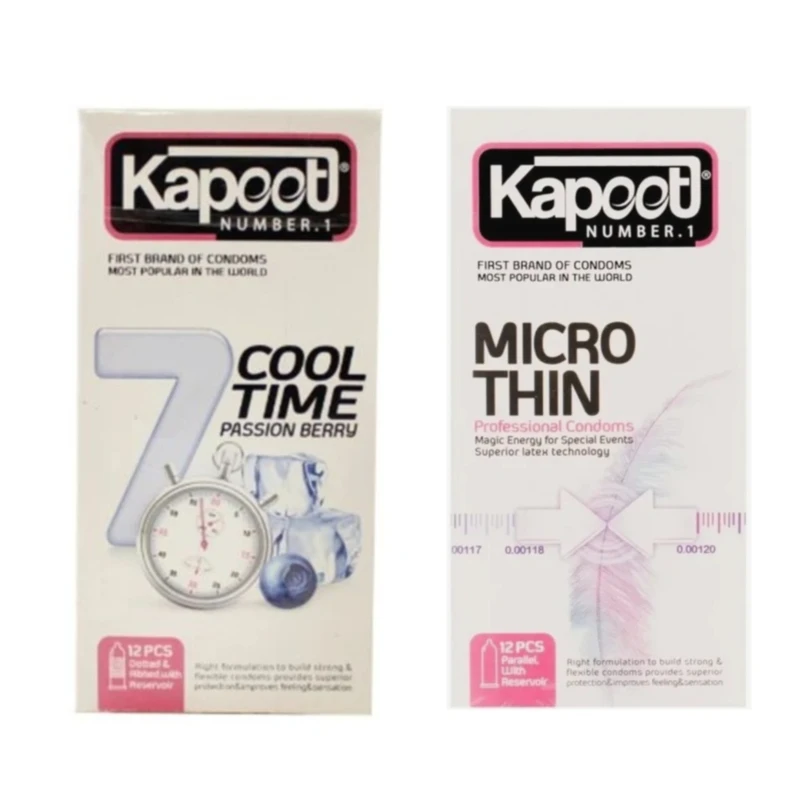 Kapoot®
NUMBER.1
FIRST BRAND OF CONDOMS
MOST POPULAR IN THE WORLD
7
COOL
TIME
PASSION BERRY
12 PCS
Dotted &
Ribbed with
Reservoir
Right formulation to build strong &
flexible condoms provides superior
protection&improves feeling&sensation
Kapoot®
NUMBER.1
FIRST BRAND OF CONDOMS
MOST POPULAR IN THE WORLD
MICRO
THIN
Professional Condoms
Magic Energy for Special Events
Superior latex technology
00117 0.00118 0.00120
12 PCS
Parallel,
With
Reservoir
Right formulation to build strong &
flexible condoms provides superior
protection&improves feeling&sensation